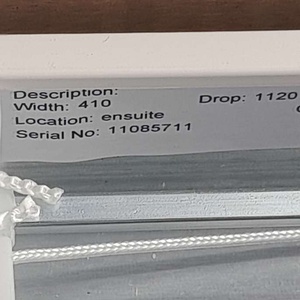 Description:
Width: 410 Drop: 1120
Location: ensuite
Serial No: 11085711